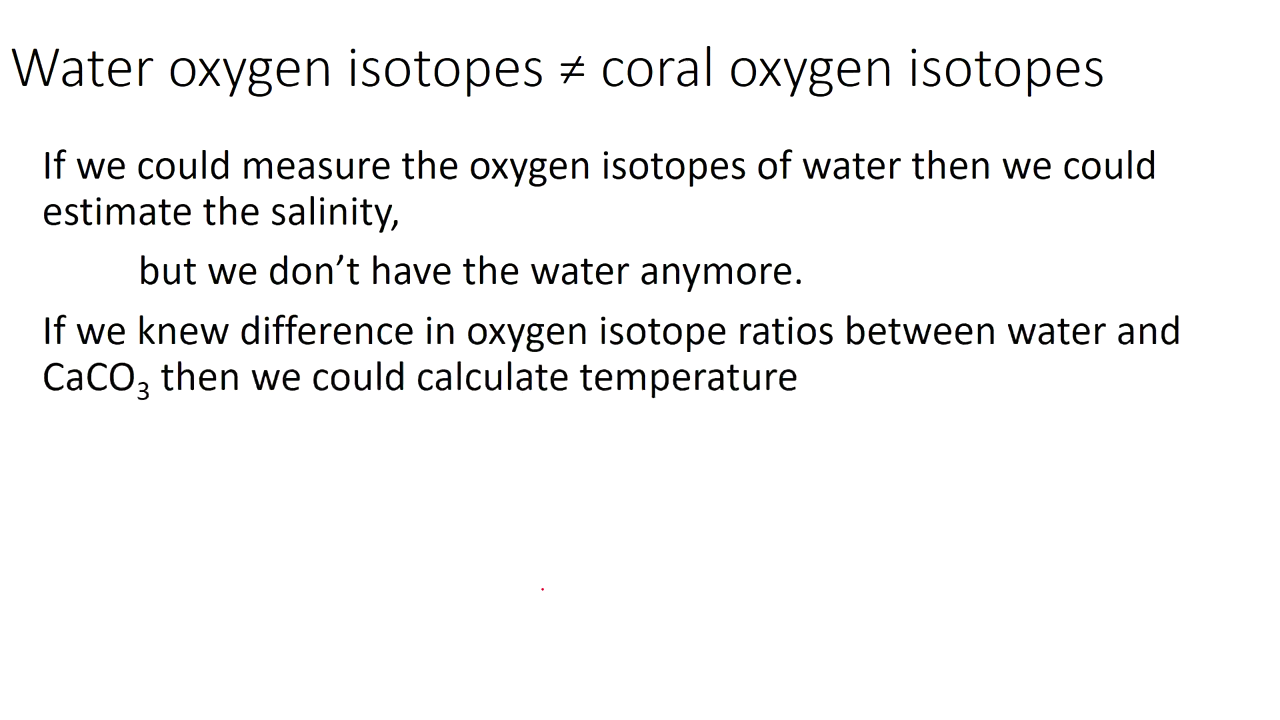 Water oxygen isotopes ≠ coral oxygen isotopes
If we could measure the oxygen isotopes of water then we could
estimate the salinity,
but we don’t have the water anymore.
If we knew difference in oxygen isotope ratios between water and
CaCO₃ then we could calculate temperature